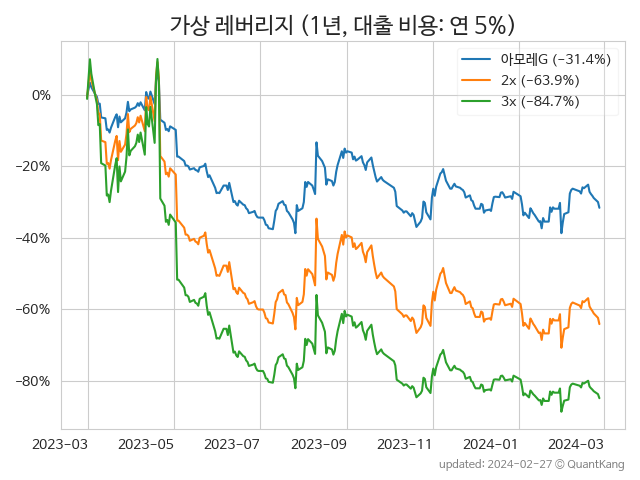 가상 레버리지 (1년, 대출 비용: 연 5%)
아모레G (−31.4%)
2x (−63.9%)
3x (−84.7%)
0%
−20%
−40%
−60%
−80%
2023-03 2023-05 2023-07 2023-09 2023-11 2024-01 2024-03
updated: 2024-02-27 © QuantKang